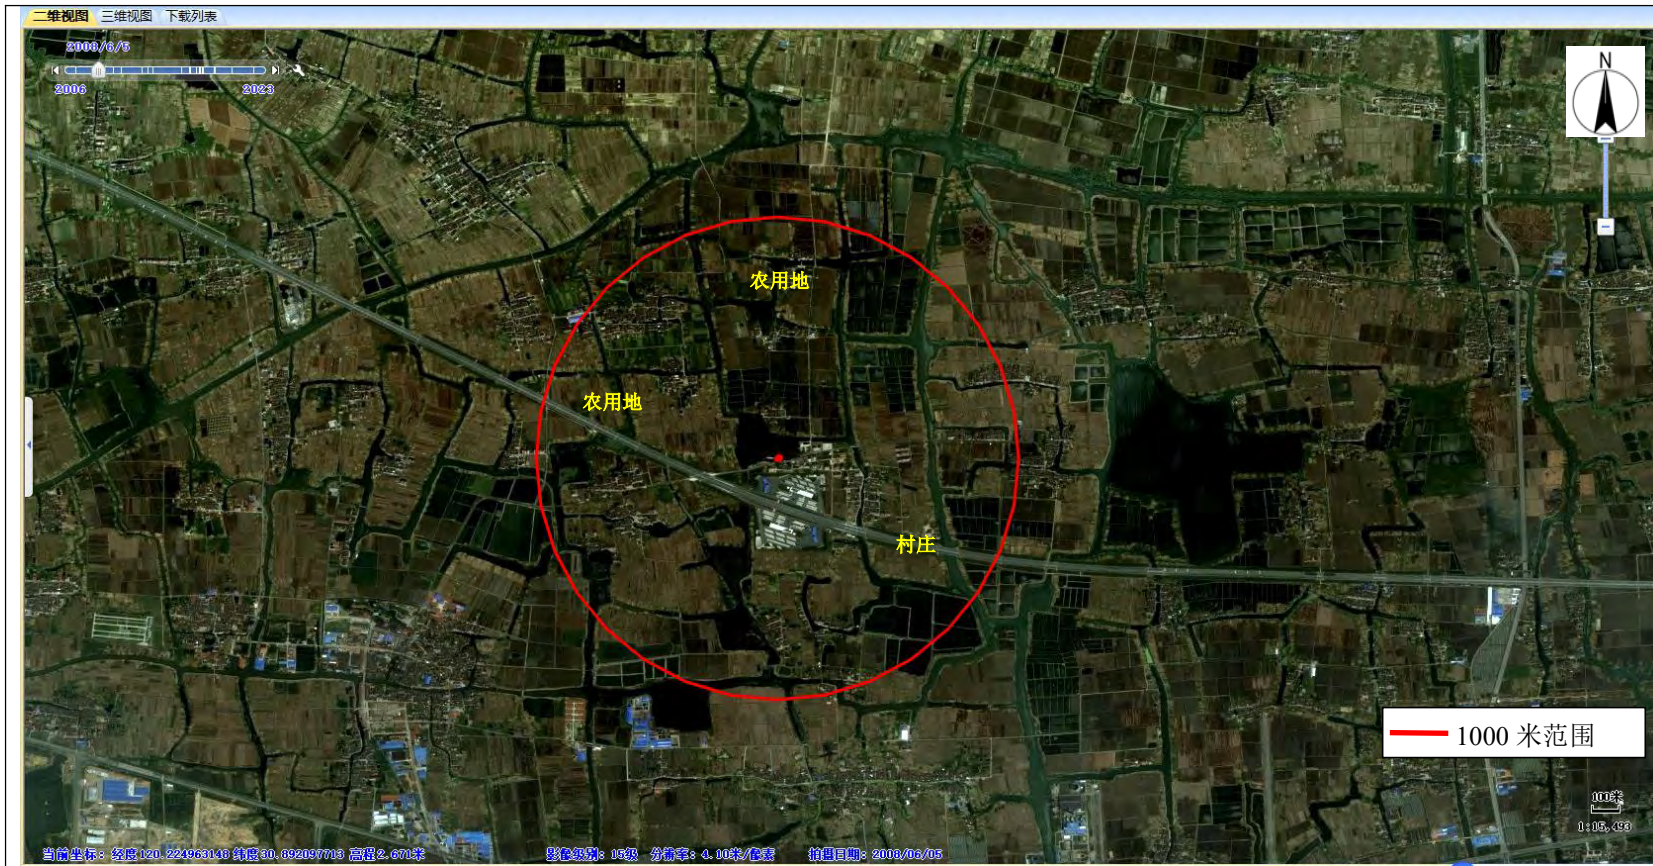 二维视图 三维视图 下载列表
2008/6/5
2006 2023
N
农用地
农用地
村庄
1000 米范围
100米
1:15,493
当前坐标: 经度120.224963148 纬度30.892097713 高程2.671米 影像级别: 15级 分辨率: 4.10米/像素 拍摄日期: 2008/06/05